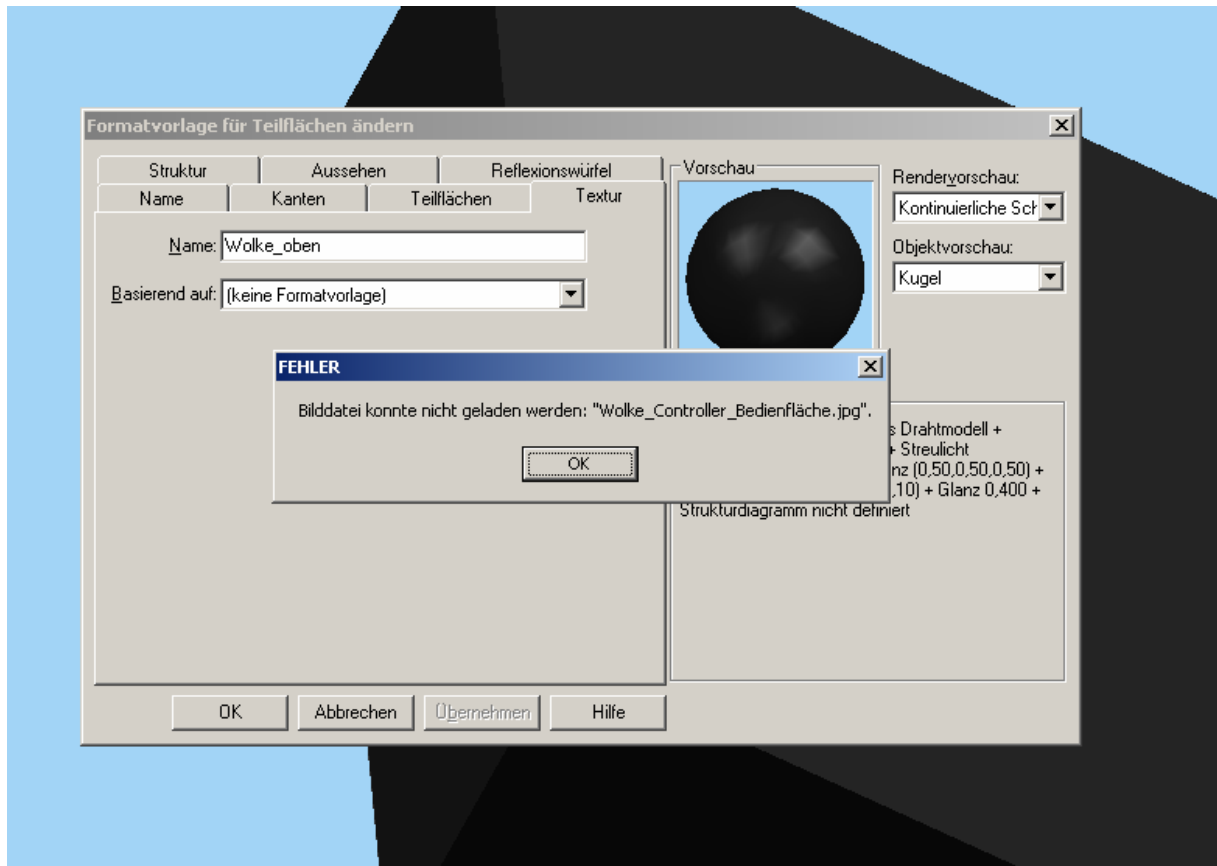 Formatvorlage für Teilflächen ändern
Struktur Aussehen Reflexionswürfel
Name Kanten Teilflächen Textur
Name: Wolke_oben
Basierend auf: (keine Formatvorlage)
Vorschau
Rendervorschau:
Kontinuierliche Sch
Objektvorschau:
Kugel
FEHLER
Bilddatei konnte nicht geladen werden: "Wolke_Controller_Bedienfläche.jpg".
OK
Drahtmodell +
+ Streulicht
(0,50,0,50,0,50) +
,10) + Glanz 0,400 +
Strukturdiagramm nicht definiert
OK Abbrechen Übernehmen Hilfe